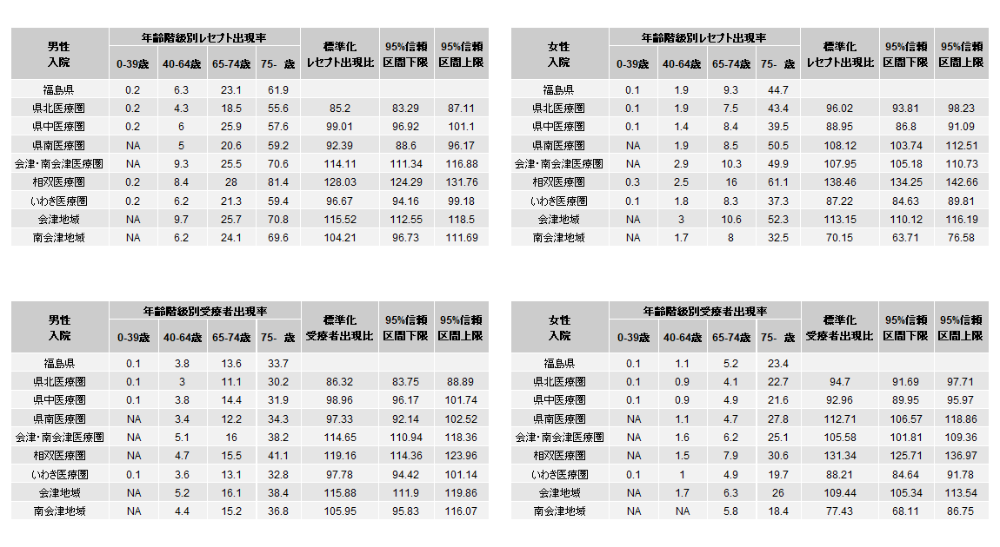 男性 入院 年齢階級別レセプト出現率 標準化 レセプト出現比 95%信頼 区間下限 95%信頼 区間上限
0-39歳 40-64歳 65-74歳 75- 歳
福島県 0.2 6.3 23.1 61.9
県北医療圏 0.2 4.3 18.5 55.6 85.2 83.29 87.11
県中医療圏 0.2 6 25.9 57.6 99.01 96.92 101.1
県南医療圏 NA 5 20.6 59.2 92.39 88.6 96.17
会津・南会津医療圏 NA 9.3 25.5 70.6 114.11 111.34 116.88
相双医療圏 0.2 8.4 28 81.4 128.03 124.29 131.76
いわき医療圏 0.2 6.2 21.3 59.4 96.67 94.16 99.18
会津地域 NA 9.7 25.7 70.8 115.52 112.55 118.5
南会津地域 NA 6.2 24.1 69.6 104.21 96.73 111.69
女性 入院 年齢階級別レセプト出現率 標準化 レセプト出現比 95%信頼 区間下限 95%信頼 区間上限
0-39歳 40-64歳 65-74歳 75- 歳
福島県 0.1 1.9 9.3 44.7
県北医療圏 0.1 1.9 7.5 43.4 96.02 93.81 98.23
県中医療圏 0.1 1.4 8.4 39.5 88.95 86.8 91.09
県南医療圏 NA 1.9 8.5 50.5 108.12 103.74 112.51
会津・南会津医療圏 NA 2.9 10.3 49.9 107.95 105.18 110.73
相双医療圏 0.3 2.5 16 61.1 138.46 134.25 142.66
いわき医療圏 0.1 1.8 8.3 37.3 87.22 84.63 89.81
会津地域 NA 3 10.6 52.3 113.15 110.12 116.19
南会津地域 NA 1.7 8 32.5 70.15 63.71 76.58
男性 入院 年齢階級別受療者出現率 標準化 受療者出現比 95%信頼 区間下限 95%信頼 区間上限
0-39歳 40-64歳 65-74歳 75- 歳
福島県 0.1 3.8 13.6 33.7
県北医療圏 0.1 3 11.1 30.2 86.32 83.75 88.89
県中医療圏 0.1 3.8 14.4 31.9 98.96 96.17 101.74
県南医療圏 NA 3.4 12.2 34.3 97.33 92.14 102.52
会津・南会津医療圏 NA 5.1 16 38.2 114.65 110.94 118.36
相双医療圏 NA 4.7 15.5 41.1 119.16 114.36 123.96
いわき医療圏 0.1 3.6 13.1 32.8 97.78 94.42 101.14
会津地域 NA 5.2 16.1 38.4 115.88 111.9 119.86
南会津地域 NA 4.4 15.2 36.8 105.95 95.83 116.07
女性 入院 年齢階級別受療者出現率 標準化 受療者出現比 95%信頼 区間下限 95%信頼 区間上限
0-39歳 40-64歳 65-74歳 75- 歳
福島県 0.1 1.1 5.2 23.4
県北医療圏 0.1 0.9 4.1 22.7 94.7 91.69 97.71
県中医療圏 0.1 0.9 4.9 21.6 92.96 89.95 95.97
県南医療圏 NA 1.1 4.7 27.8 112.71 106.57 118.86
会津・南会津医療圏 NA 1.6 6.2 25.1 105.58 101.81 109.36
相双医療圏 NA 1.5 7.9 30.6 131.34 125.71 136.97
いわき医療圏 0.1 1 4.9 19.7 88.21 84.64 91.78
会津地域 NA 1.7 6.3 26 109.44 105.34 113.54
南会津地域 NA NA 5.8 18.4 77.43 68.11 86.75